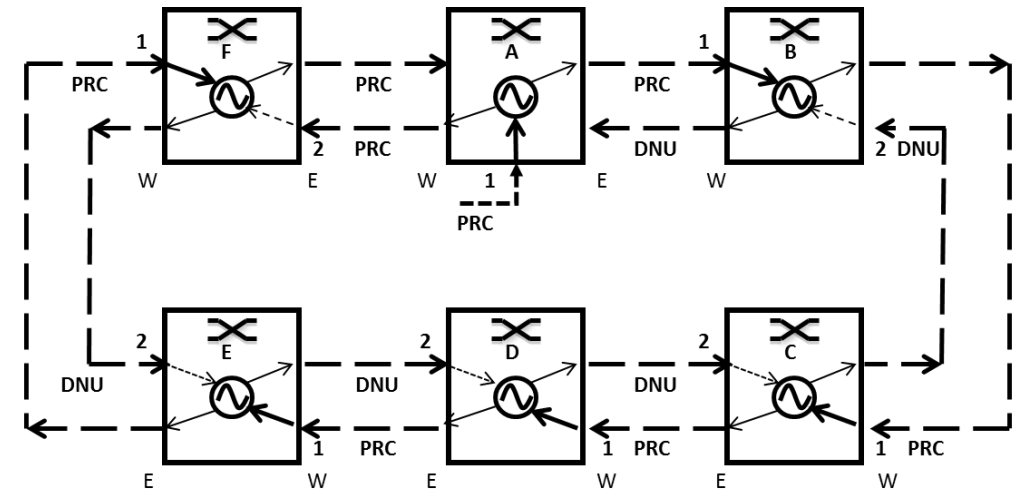 1 F A 1 B
PRC PRC PRC
2 PRC DNU 2 DNU
W E W 1 E W
PRC
2 E 2 D 2 C
DNU DNU DNU
1 PRC 1 PRC 1 PRC
E W E W E W